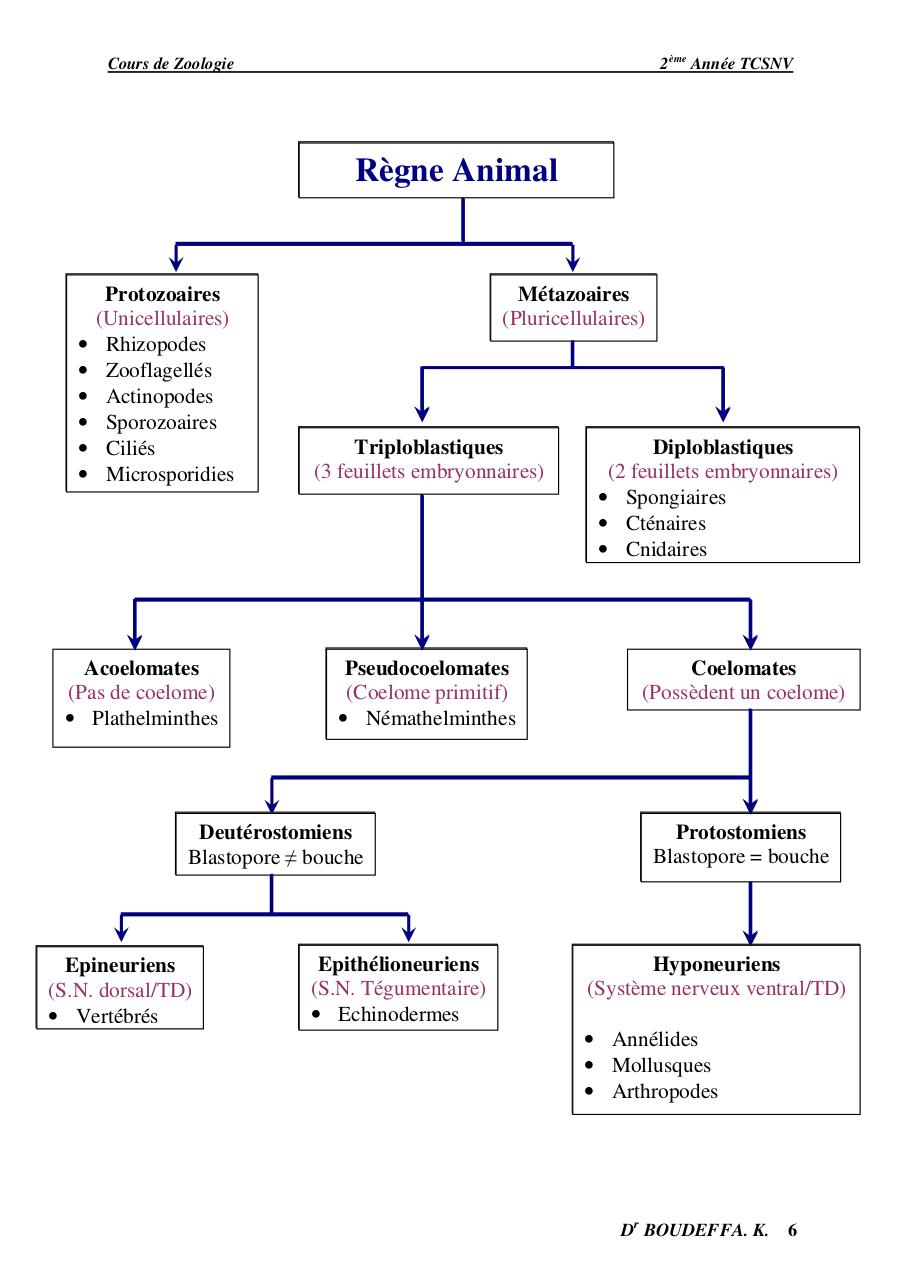 Cours de Zoologie 2ème Année TCSNV
Règne Animal
Protozoaires
(Unicellulaires)
• Rhizopodes
• Zooflagellés
• Actinopodes
• Sporozoaires
• Ciliés
• Microsporidies
Métazoaires
(Pluricellulaires)
Triploblastiques
(3 feuillets embryonnaires)
Diploblastiques
(2 feuillets embryonnaires)
• Spongiaires
• Cténaires
• Cnidaires
Acoelomates
(Pas de coelome)
• Plathelminthes
Pseudocoelomates
(Coelome primitif)
• Némathelminthes
Coelomates
(Possèdent un coelome)
Deutérostomiens
Blastopore ≠ bouche
Protostomiens
Blastopore = bouche
Epineuriens
(S.N. dorsal/TD)
• Vertébrés
Epithélioneuriens
(S.N. Tégumentaire)
• Echinodermes
Hyponeuriens
(Système nerveux ventral/TD)
• Annélides
• Mollusques
• Arthropodes
Dr BOUDEFFA. K. 6